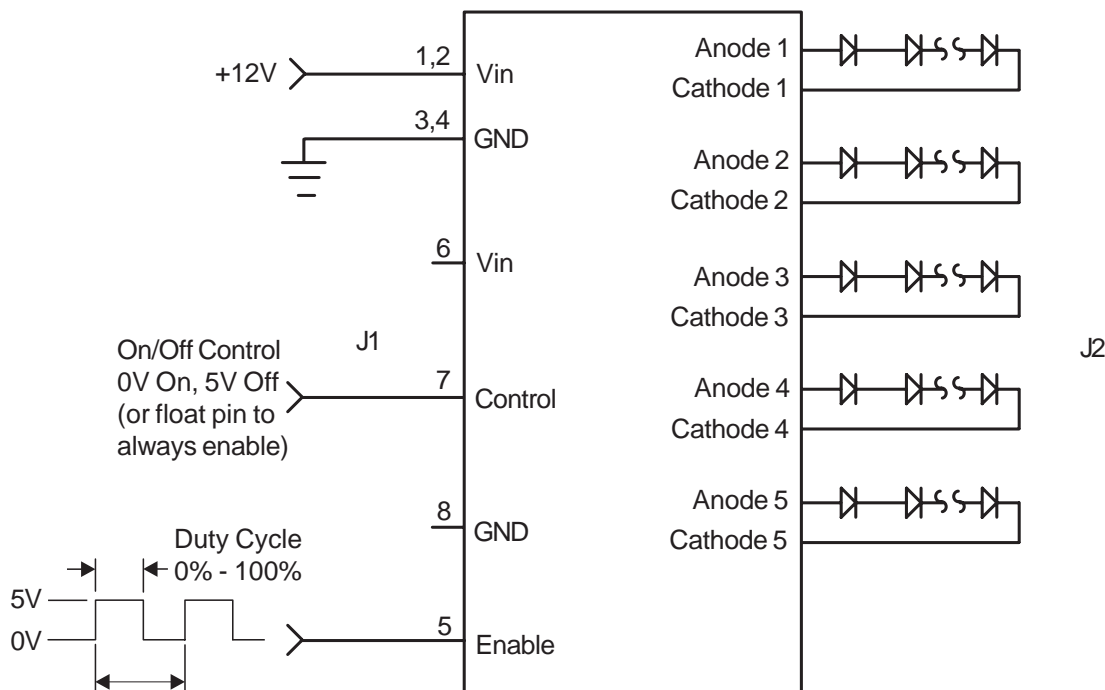 +12V
1,2
Vin
3,4
GND
6
Vin
J1
On/Off Control
0V On, 5V Off
(or float pin to
always enable)
7
Control
8
GND
Duty Cycle
0% - 100%
5V
0V
5
Enable
Anode 1
Cathode 1
Anode 2
Cathode 2
Anode 3
Cathode 3
Anode 4
Cathode 4
Anode 5
Cathode 5
J2